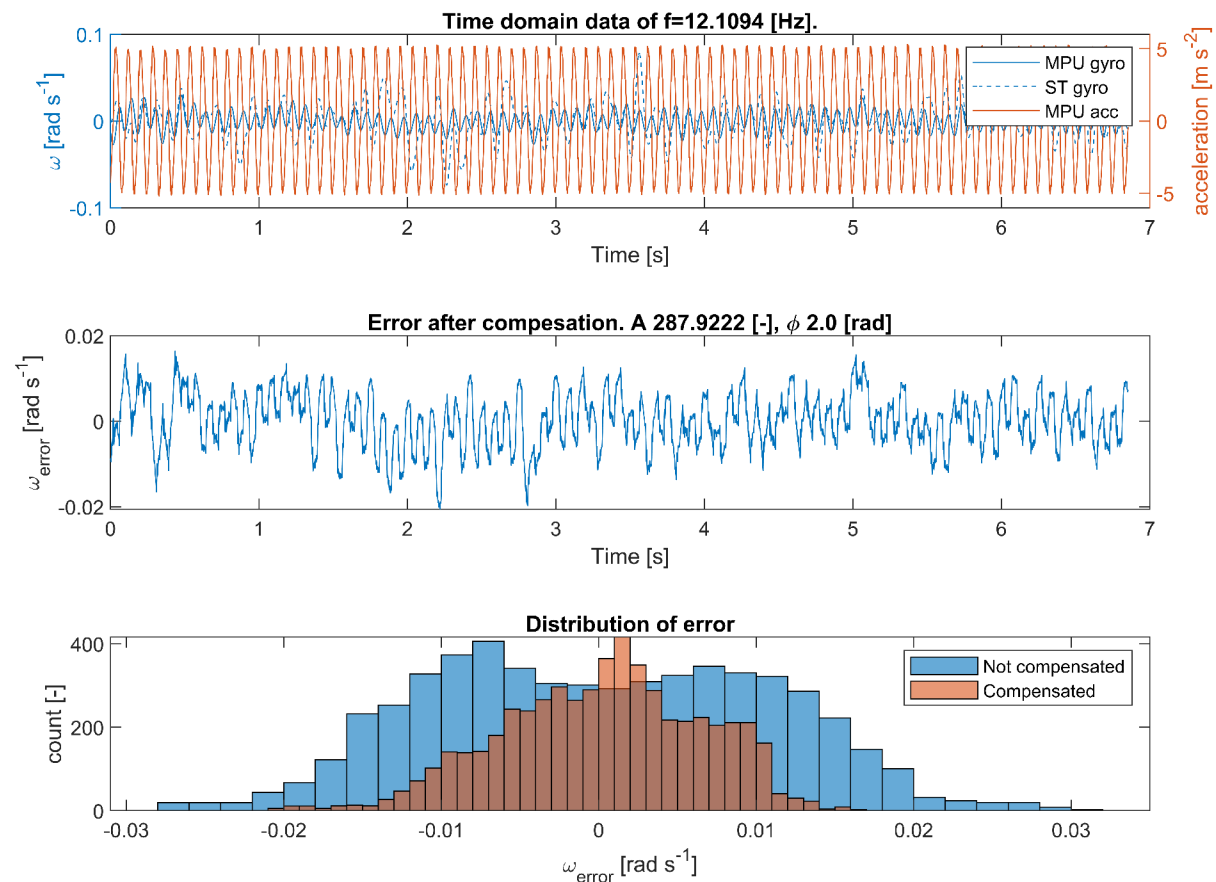 Time domain data of f=12.1094 [Hz].
0.1
0
-0.1
ω [rad s⁻¹]
5
0
-5
acceleration [m s⁻²]
MPU gyro
ST gyro
MPU acc
0 1 2 3 4 5 6 7
Time [s]
Error after compesation. A 287.9222 [-], ϕ 2.0 [rad]
0.02
0
-0.02
ω_error [rad s⁻¹]
0 1 2 3 4 5 6 7
Time [s]
Distribution of error
400
200
0
count [-]
Not compensated
Compensated
-0.03 -0.02 -0.01 0 0.01 0.02 0.03
ω_error [rad s⁻¹]